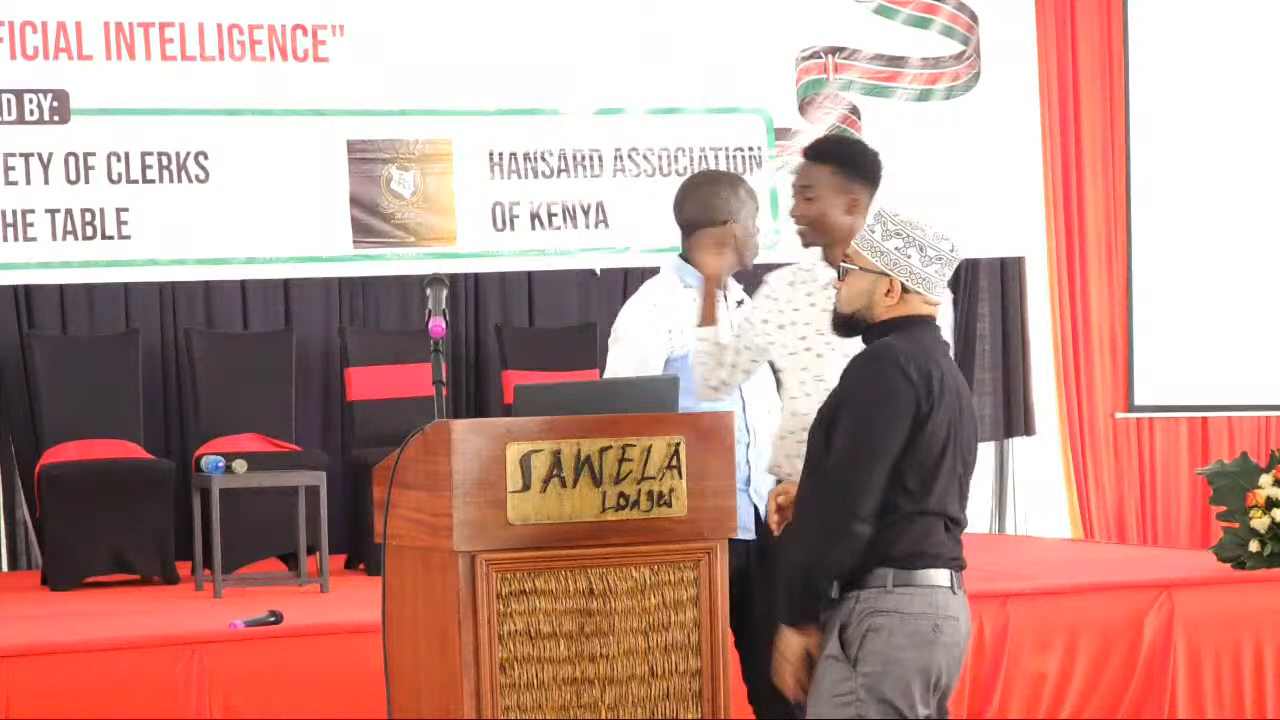 FICIAL INTELLIGENCE"
D BY:
ETY OF CLERKS
HE TABLE
HANSARD ASSOCIATION
OF KENYA
SAWELA
Lodges